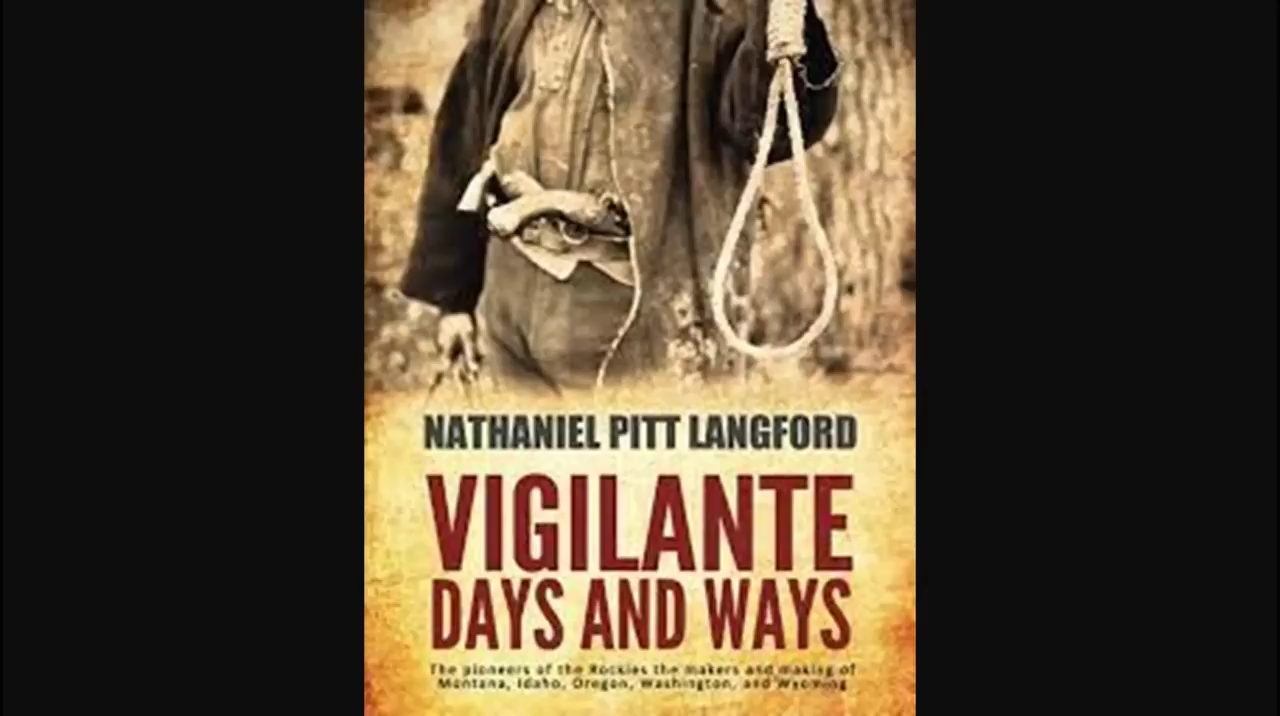 NATHANIEL PITT LANGFORD
VIGILANTE
DAYS AND WAYS
The pioneers of the Rockies the makers and making of
Montana, Idaho, Oregon, Washington, and Wyoming